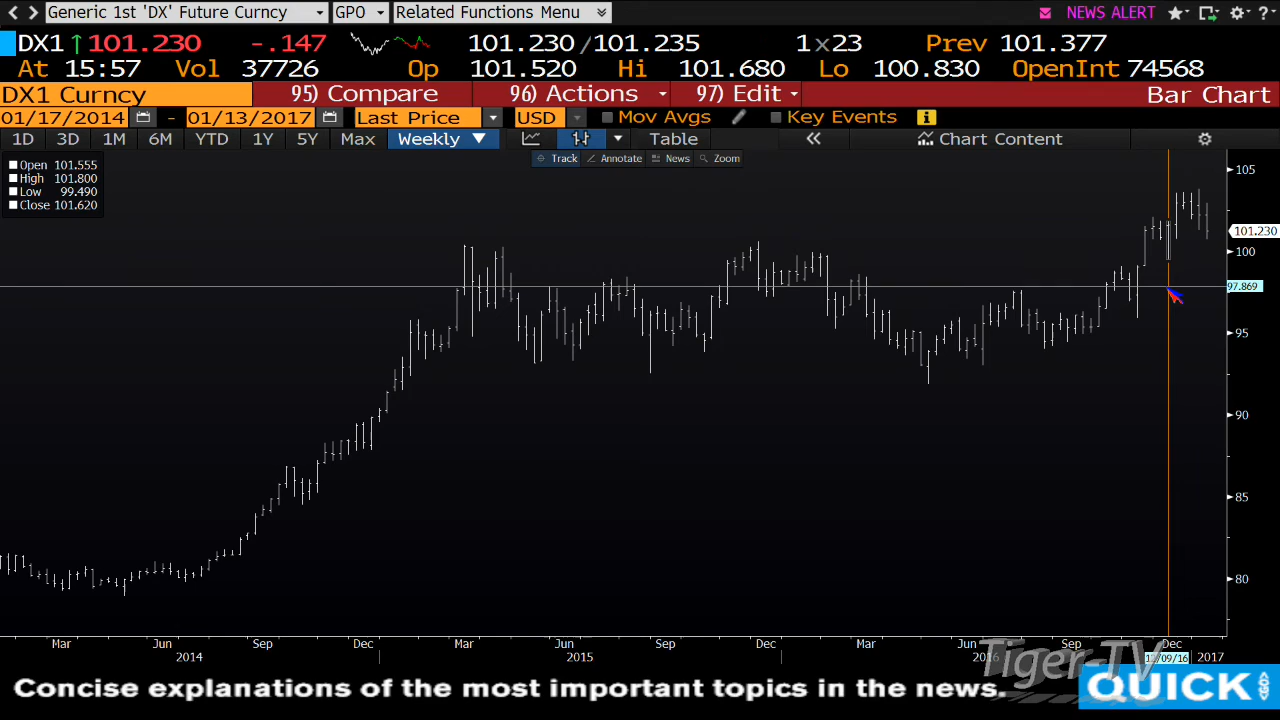 Generic 1st 'DX' Future Curncy GPO Related Functions Menu NEWS ALERT ?
DX1 101.230 -.147 101.230/101.235 1x23 Prev 101.377
At 15:57 Vol 37726 Op 101.520 Hi 101.680 Lo 100.830 OpenInt 74568
DX1 Curncy 95) Compare 96) Actions 97) Edit Bar Chart
01/17/2014 - 01/13/2017 Last Price USD Mov Avgs Key Events i
1D 3D 1M 6M YTD 1Y 5Y Max Weekly Table « Chart Content
Track Annotate News Zoom
Open 101.555
High 101.800
Low 99.490
Close 101.620
105
101.230
100
97.869
95
90
85
80
Mar Jun Sep Dec Mar Jun Sep Dec Mar Jun Sep Dec
2014 2015 2016 12/09/16 2017
Tiger-TV
Concise explanations of the most important topics in the news. QUICK